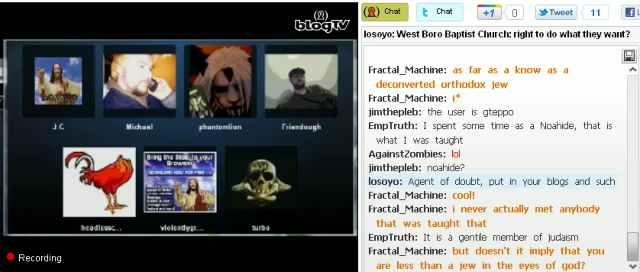 blogTV
J C
Michael
phantomlion
Friendough
headlessc...
violentlygr...
turbo
Recording
Chat
Chat
+1
0
Tweet
11
losoyo: West Boro Baptist Church: right to do what they want?
Fractal_Machine: as far as a know as a
deconverted orthodox jew
Fractal_Machine: i*
jimthepleb: the user is gteppo
EmpTruth: I spent some time as a Noahide, that is
what I was taught
AgainstZombies: lol
jimthepleb: noahide?
losoyo: Agent of doubt, put in your blogs and such
Fractal_Machine: cool!
Fractal_Machine: i never actually met anybody
that was taught that
EmpTruth: It is a gentile member of judaism
Fractal_Machine: but doesn't it imply that you
are less than a jew in the eyes of god?